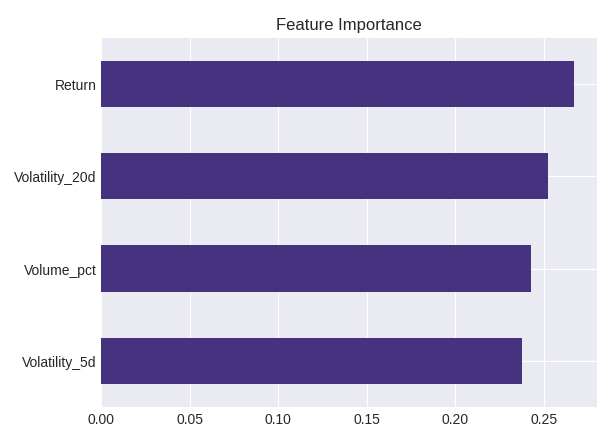 Feature Importance
Return
Volatility_20d
Volume_pct
Volatility_5d
0.00 0.05 0.10 0.15 0.20 0.25